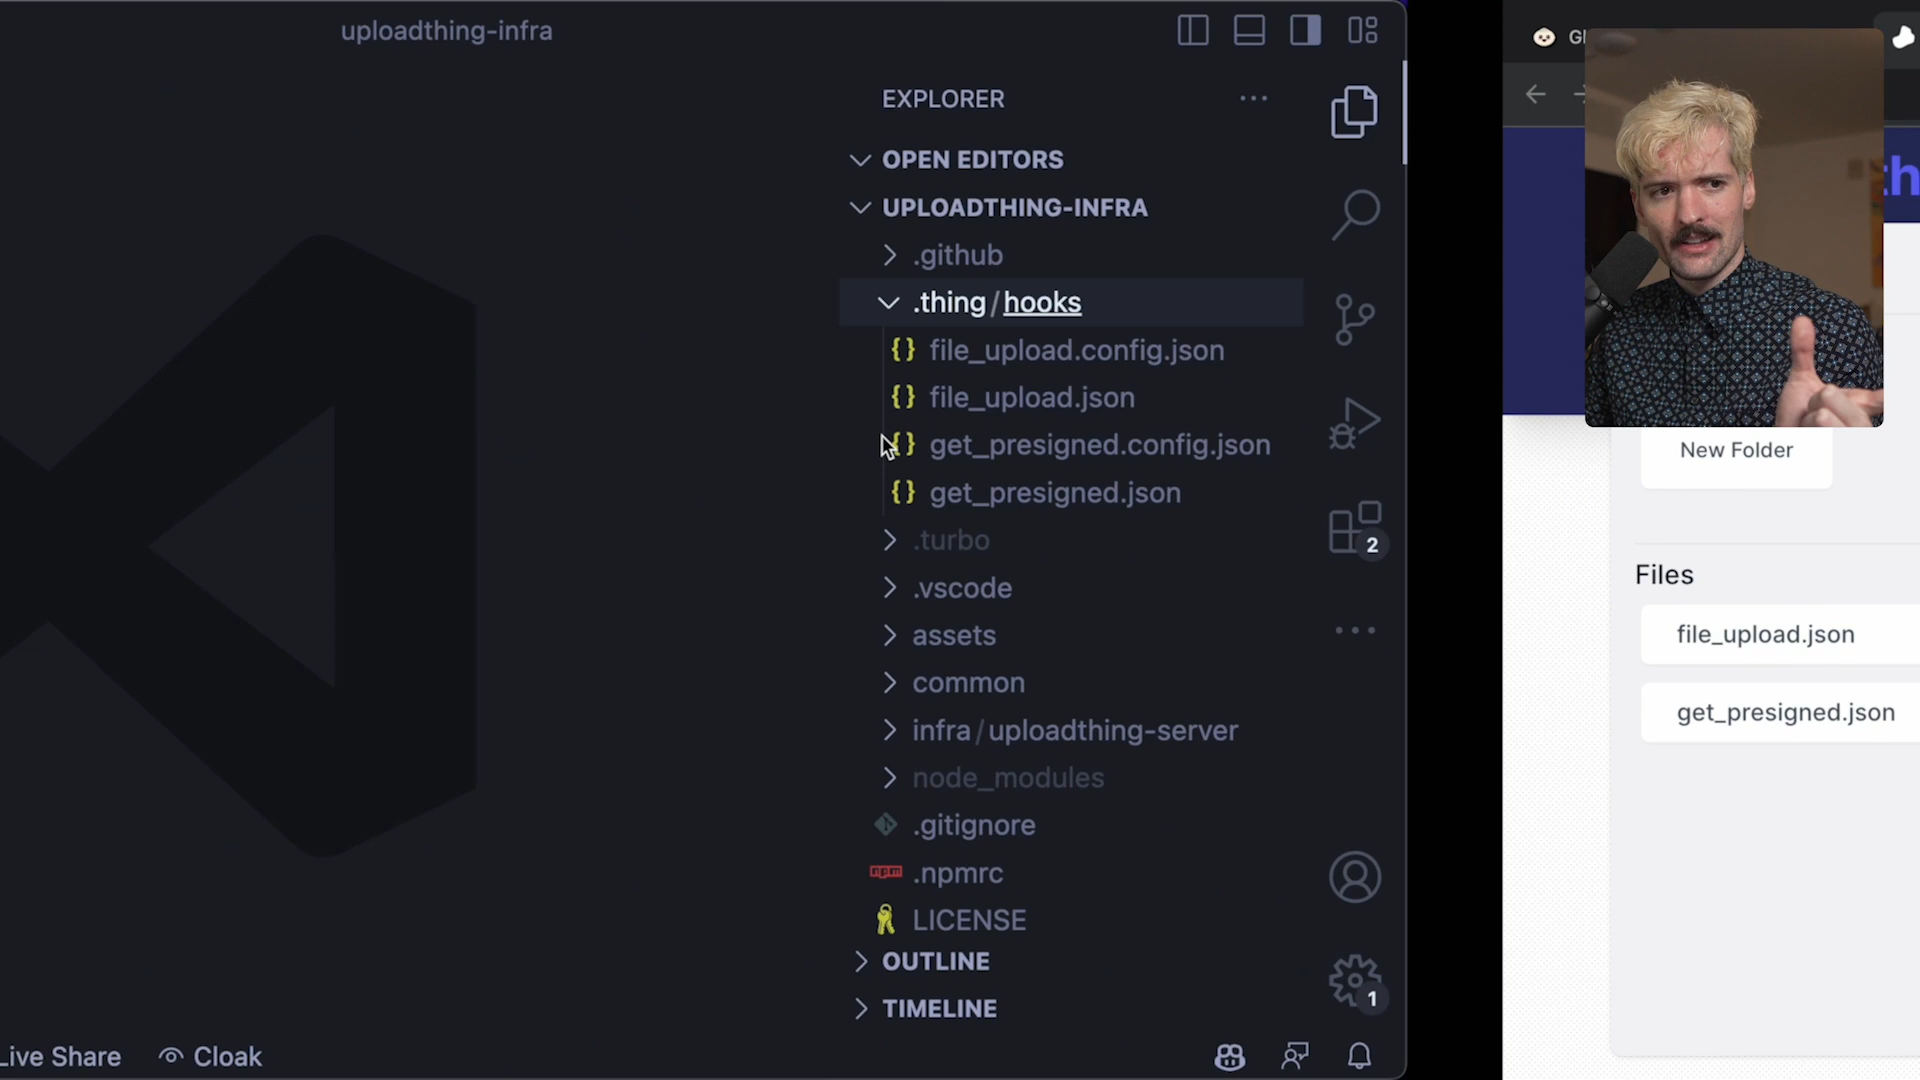 uploadthing-infra
EXPLORER
OPEN EDITORS
UPLOADTHING-INFRA
.github
.thing/hooks
{} file_upload.config.json
{} file_upload.json
{} get_presigned.config.json
{} get_presigned.json
.turbo
.vscode
assets
common
infra/uploadthing-server
node_modules
.gitignore
npm .npmrc
LICENSE
OUTLINE
TIMELINE
2
1
Live Share
Cloak
th
New Folder
Files
file_upload.json
get_presigned.json